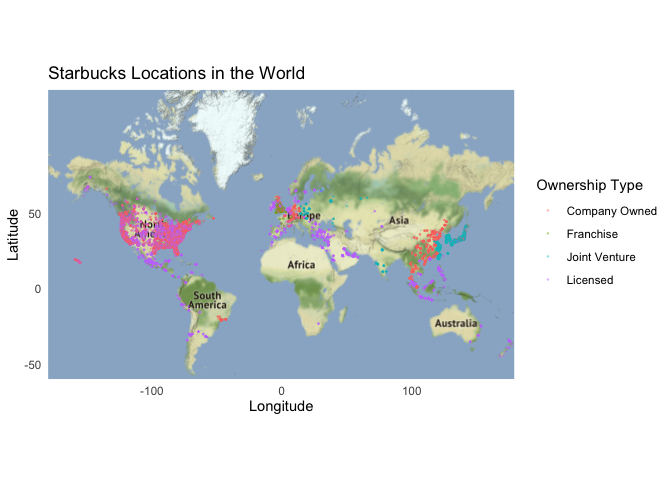 Starbucks Locations in the World
Latitude
50
0
-50
North
America
Europe
Asia
Africa
South
America
Australia
-100
0
100
Longitude
Ownership Type
Company Owned
Franchise
Joint Venture
Licensed